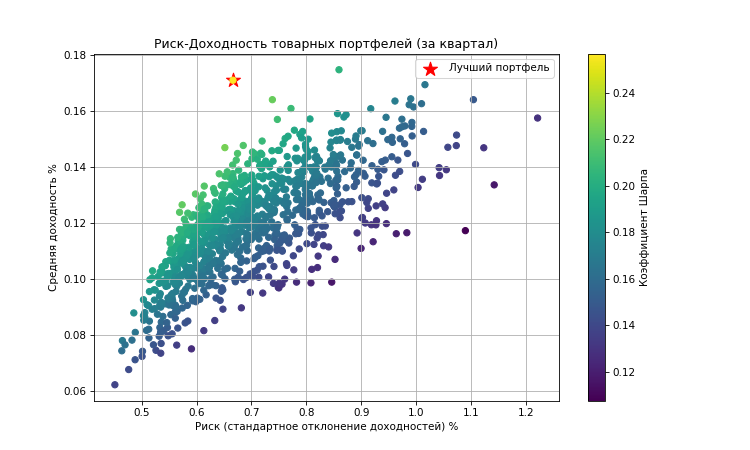 Риск-Доходность товарных портфелей (за квартал)
Лучший портфель
0.18
0.16
0.14
0.12
0.10
0.08
0.06
Средняя доходность %
0.5 0.6 0.7 0.8 0.9 1.0 1.1 1.2
Риск (стандартное отклонение доходностей) %
0.24
0.22
0.20
0.18
0.16
0.14
0.12
Коэффициент Шарпа